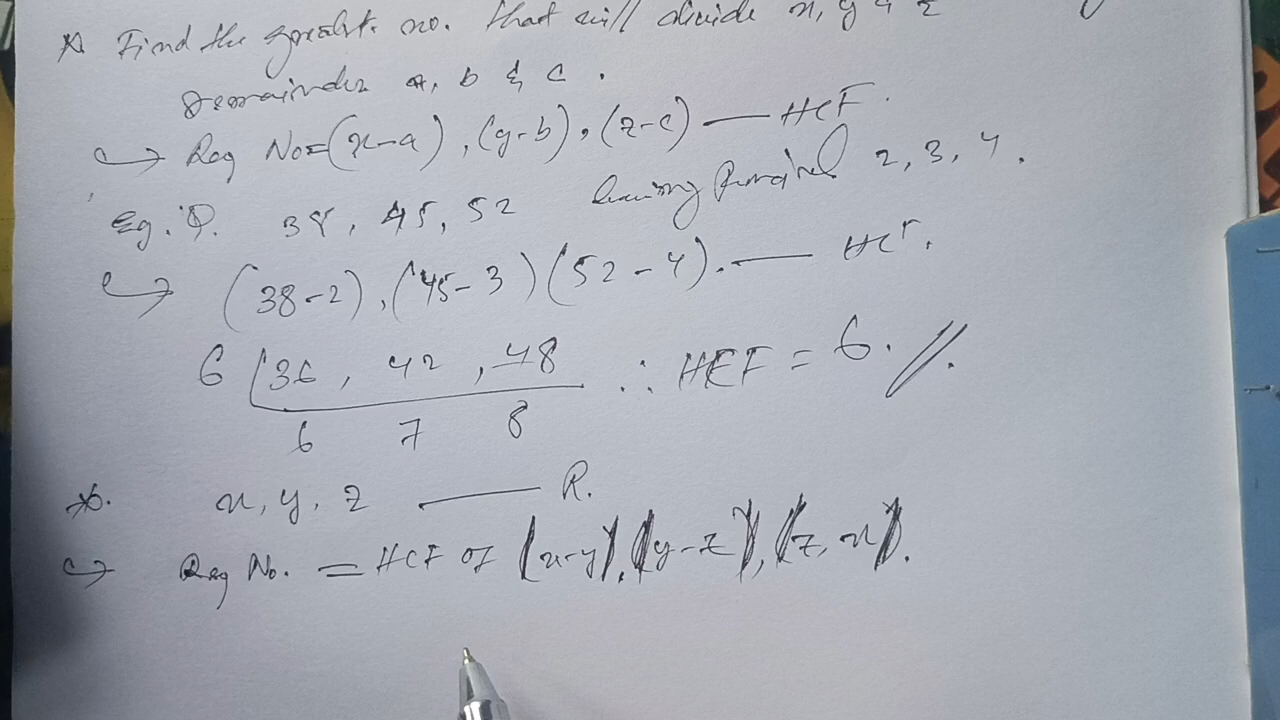 * Find the greatest no. that will divide x, y & z
remainder a, b & c.
↪ Req No = (x-a), (y-b), (z-c) — HCF.
Eg. Q. 38, 45, 52 leaving 2, 3, 4.
↪ (38-2), (45-3) (52-4). — HCF.
6 | 36, 42, 48 ∴ HCF = 6. //.
6 7 8
*. x, y, z — R.
↪ Req No. = HCF of |x-y|, |y-z|, |z, x|.